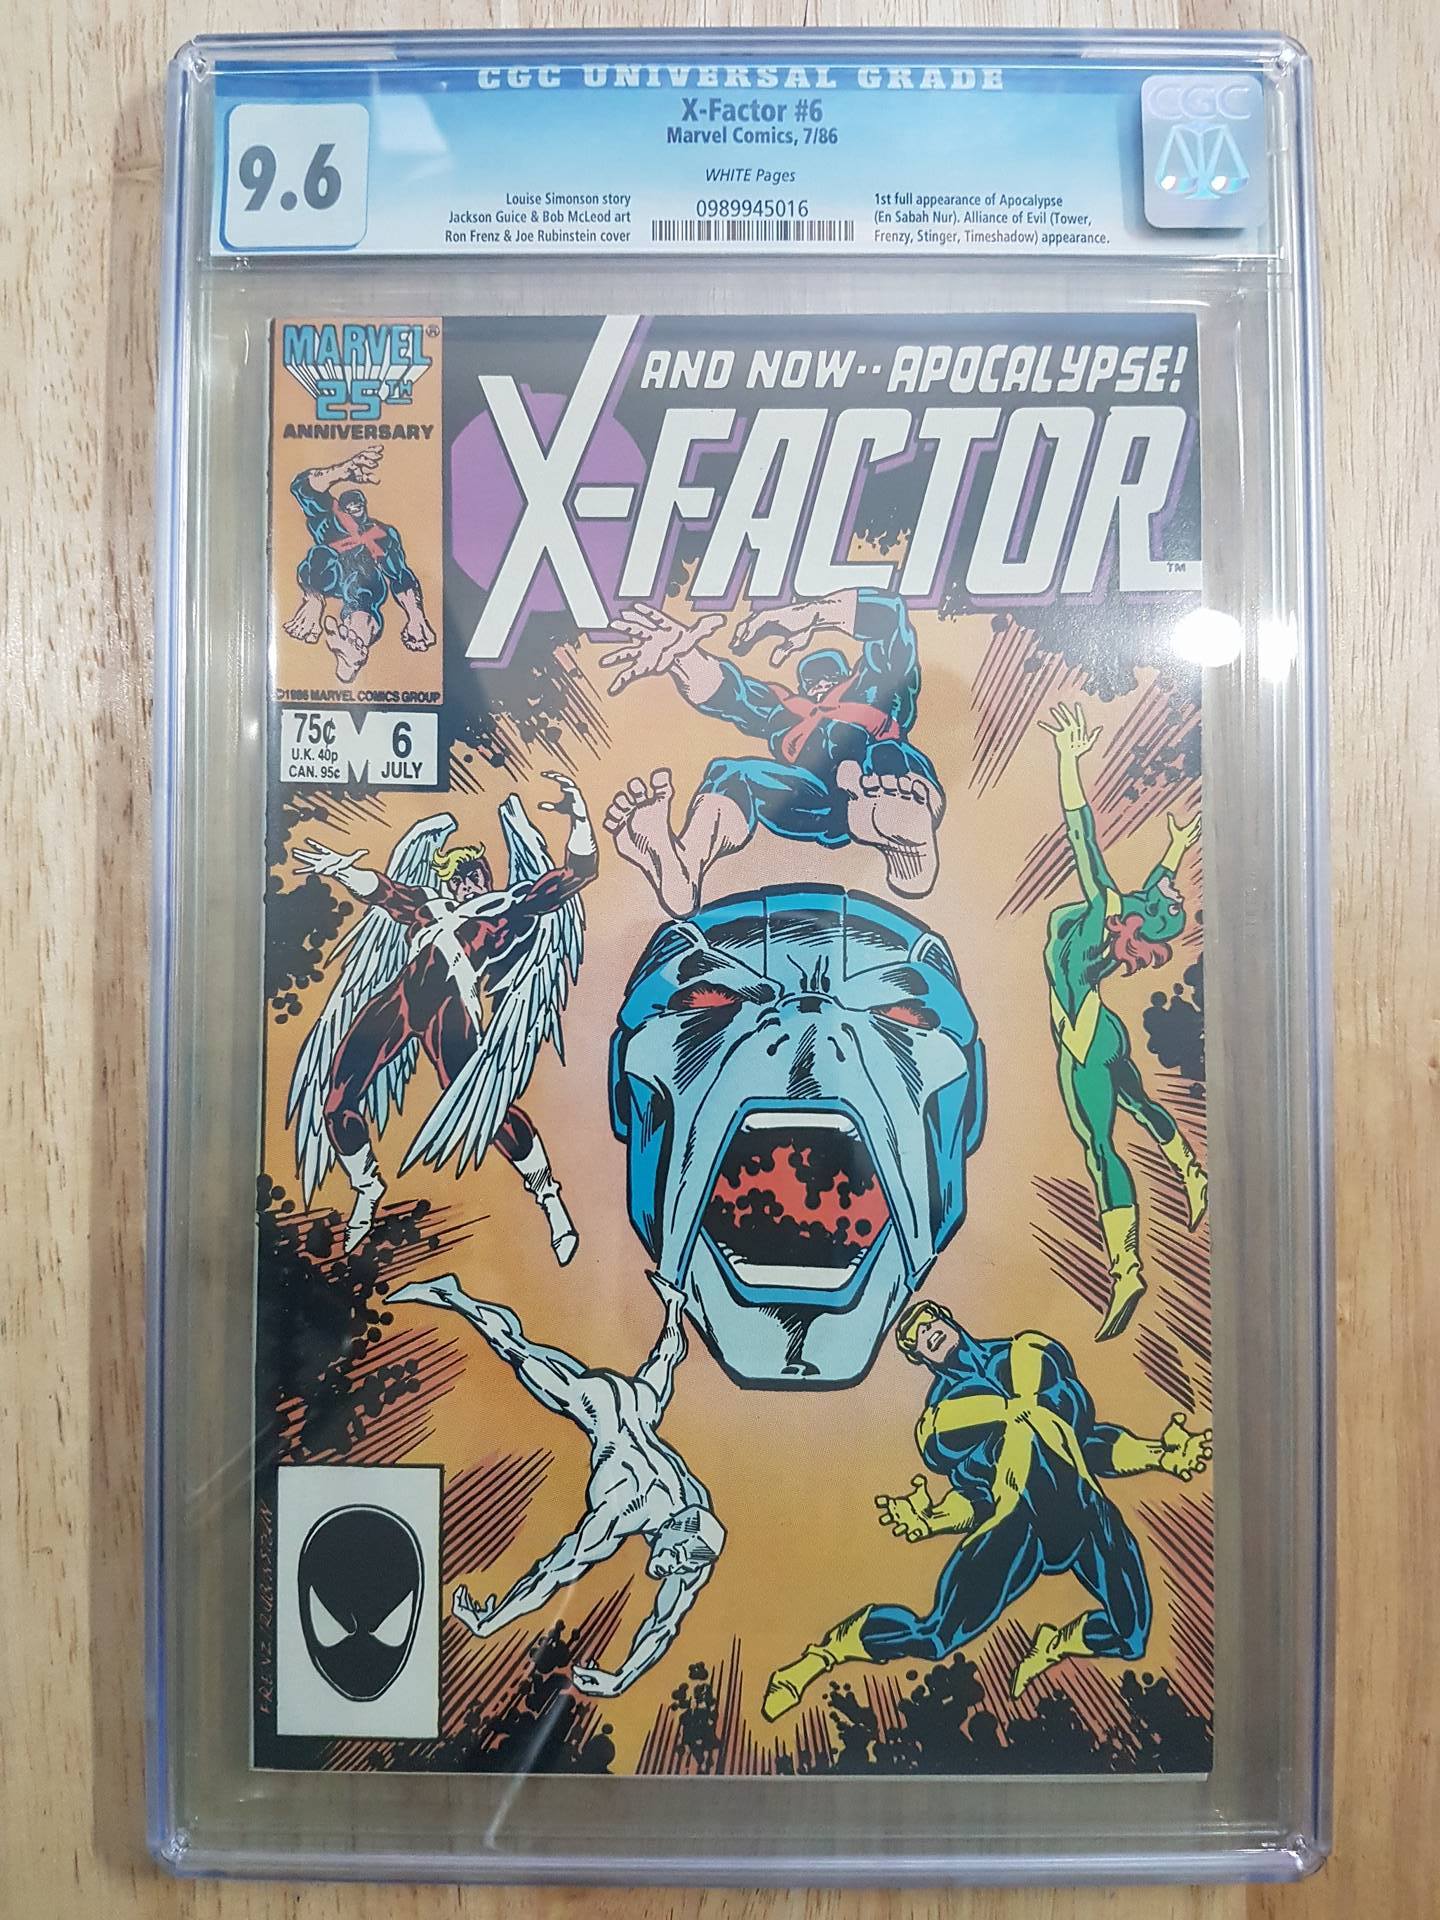 CGC UNIVERSAL GRADE
9.6
X-Factor #6
Marvel Comics, 7/86
WHITE Pages
Louise Simonson story
Jackson Guice & Bob McLeod art
Ron Frenz & Joe Rubinstein cover
0989945016
1st full appearance of Apocalypse
(En Sabah Nur). Alliance of Evil (Tower,
Frenzy, Stinger, Timeshadow) appearance.
CGC
MARVEL®
25TH
ANNIVERSARY
©1986 MARVEL COMICS GROUP
75¢
U.K. 40p
CAN. 95¢
M
6
JULY
AND NOW·· APOCALYPSE!
X-FACTOR
TM
FRENZ/RUBINSTEIN